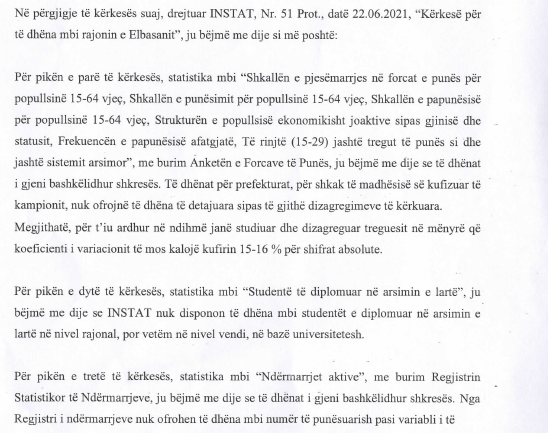 Në përgjigje të kërkesës suaj, drejtuar INSTAT, Nr. 51 Prot., datë 22.06.2021, “Kërkesë për
të dhëna mbi rajonin e Elbasanit”, ju bëjmë me dije si më poshtë:
Për pikën e parë të kërkesës, statistika mbi “Shkallën e pjesëmarrjes në forcat e punës për
popullsinë 15-64 vjeç, Shkallën e punësimit për popullsinë 15-64 vjeç, Shkallën e papunësisë
për popullsinë 15-64 vjeç, Strukturën e popullsisë ekonomikisht joaktive sipas gjinisë dhe
statusit, Frekuencën e papunësisë afatgjatë, Të rinjtë (15-29) jashtë tregut të punës si dhe
jashtë sistemit arsimor”, me burim Anketën e Forcave të Punës, ju bëjmë me dije se të dhënat
i gjeni bashkëlidhur shkresës. Të dhënat për prefekturat, për shkak të madhësisë së kufizuar të
kampionit, nuk ofrojnë të dhëna të detajuara sipas të gjithë dizagregimeve të kërkuara.
Megjithatë, për t’iu ardhur në ndihmë janë studiuar dhe dizagreguar treguesit në mënyrë që
koeficienti i variacionit të mos kalojë kufirin 15-16 % për shifrat absolute.
Për pikën e dytë të kërkesës, statistika mbi “Studentë të diplomuar në arsimin e lartë”, ju
bëjmë me dije se INSTAT nuk disponon të dhëna mbi studentët e diplomuar në arsimin e
lartë në nivel rajonal, por vetëm në nivel vendi, në bazë universitetesh.
Për pikën e tretë të kërkesës, statistika mbi “Ndërmarrjet aktive”, me burim Regjistrin
Statistikor të Ndërmarrjeve, ju bëjmë me dije se të dhënat i gjeni bashkëlidhur shkresës. Nga
Regjistri i ndërmarrjeve nuk ofrohen të dhëna mbi numër të punësuarish pasi variabli i të